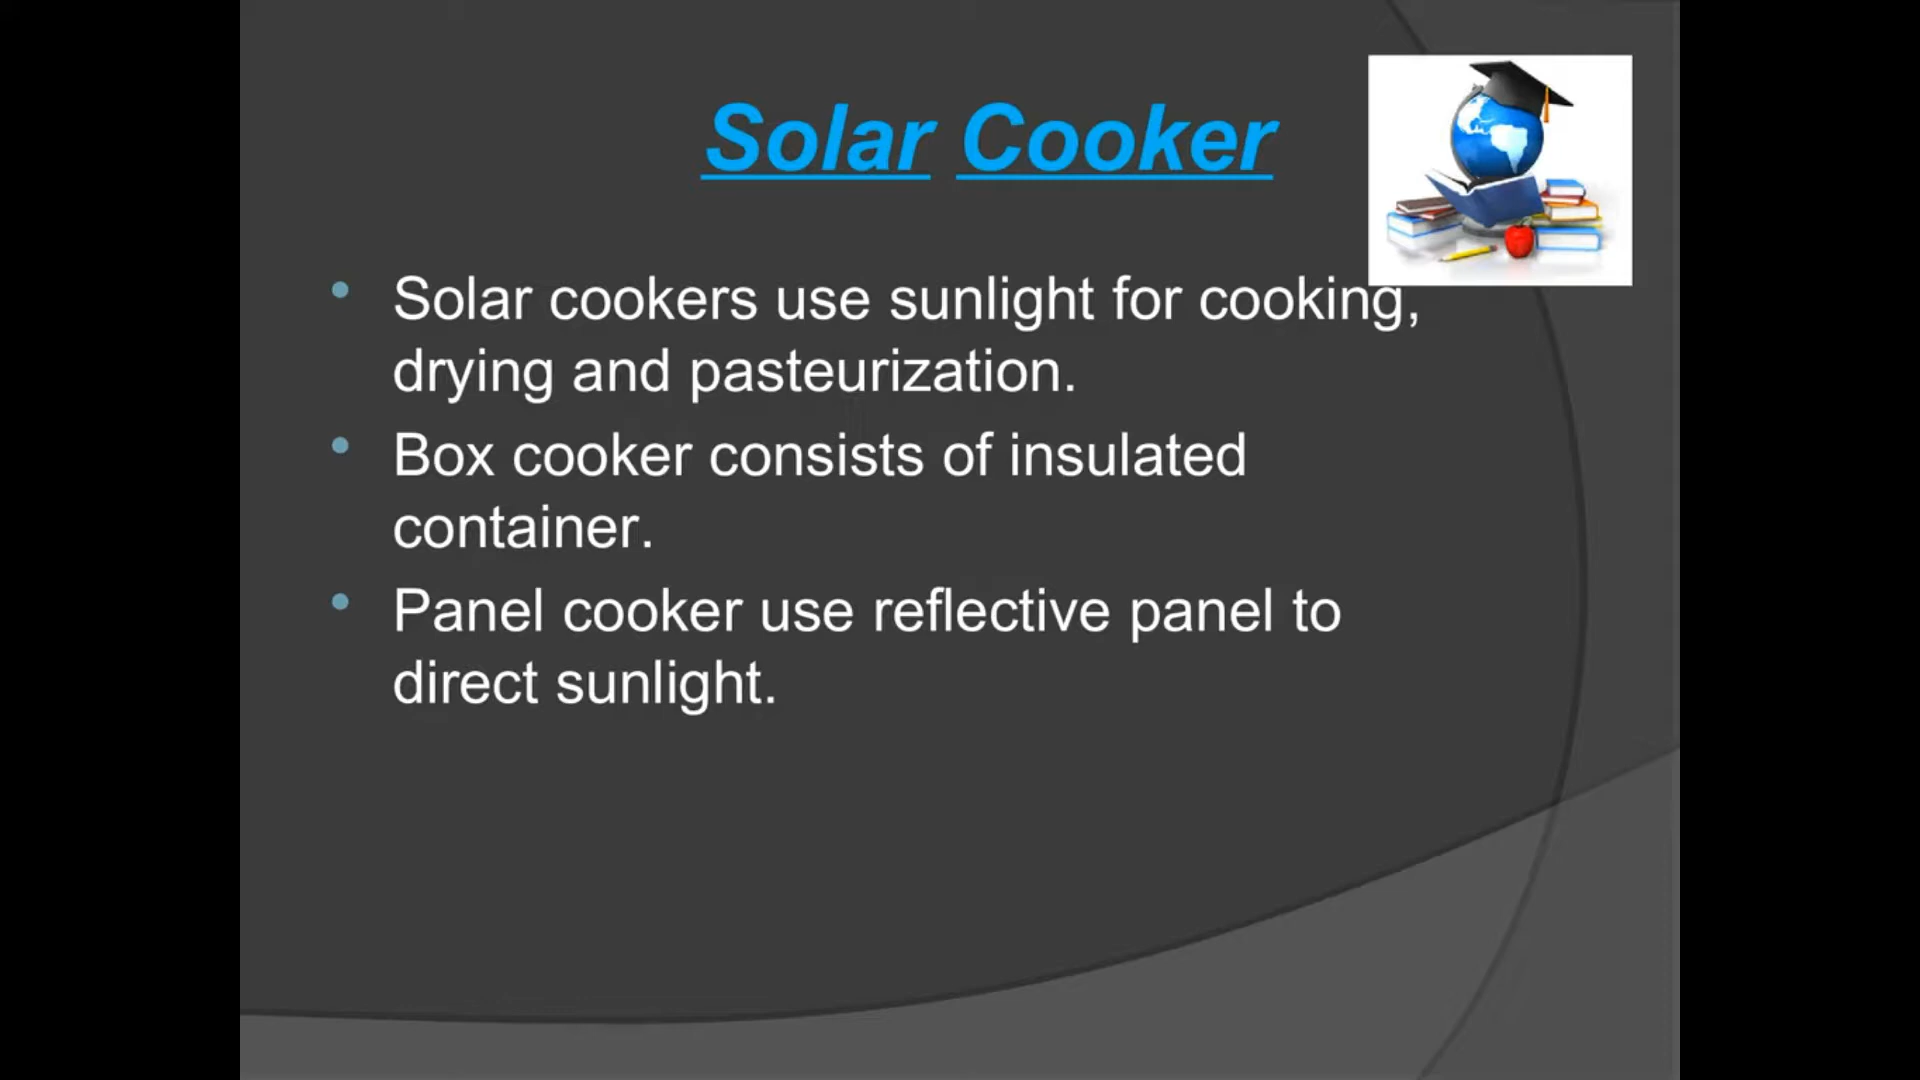 Solar Cooker
• Solar cookers use sunlight for cooking,
drying and pasteurization.
• Box cooker consists of insulated
container.
• Panel cooker use reflective panel to
direct sunlight.